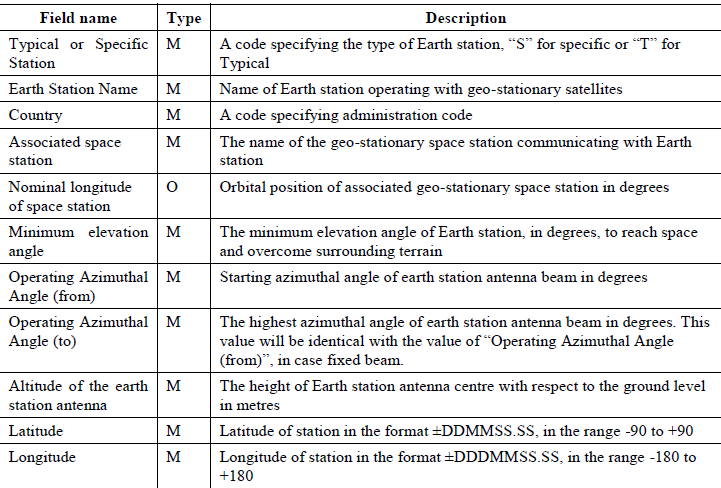 Field name Type Description
Typical or Specific M A code specifying the type of Earth station, “S” for specific or “T” for
Station Typical
Earth Station Name M Name of Earth station operating with geo-stationary satellites
Country M A code specifying administration code
Associated space M The name of the geo-stationary space station communicating with Earth
station station
Nominal longitude O Orbital position of associated geo-stationary space station in degrees
of space station
Minimum elevation M The minimum elevation angle of Earth station, in degrees, to reach space
angle and overcome surrounding terrain
Operating Azimuthal M Starting azimuthal angle of earth station antenna beam in degrees
Angle (from)
Operating Azimuthal M The highest azimuthal angle of earth station antenna beam in degrees. This
Angle (to) value will be identical with the value of “Operating Azimuthal Angle
(from)”, in case fixed beam.
Altitude of the earth M The height of Earth station antenna centre with respect to the ground level
station antenna in metres
Latitude M Latitude of station in the format ±DDMMSS.SS, in the range -90 to +90
Longitude M Longitude of station in the format ±DDDMMSS.SS, in the range -180 to
+180